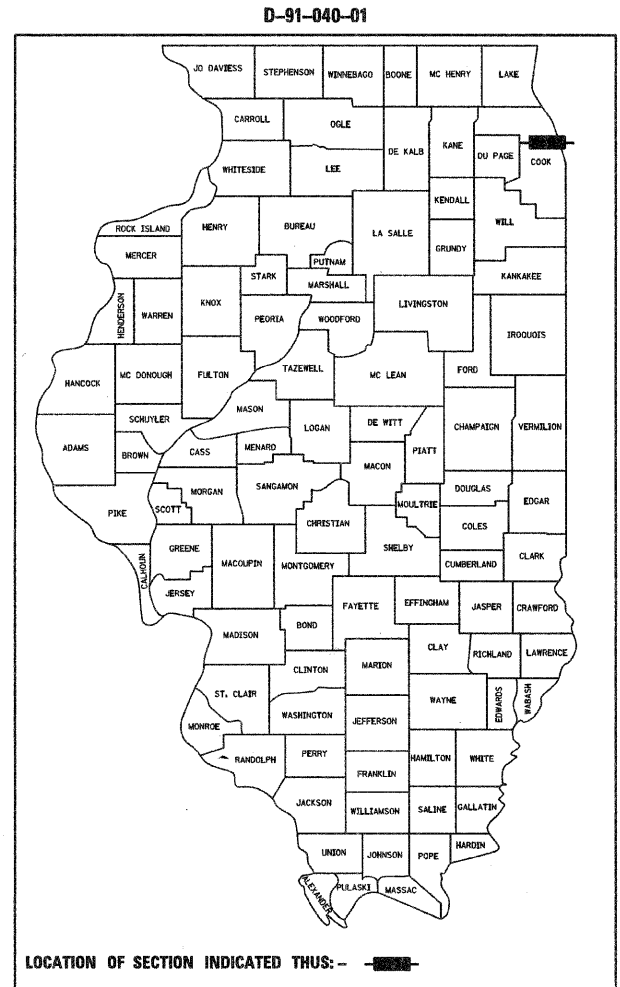 D-91-040-01
JO DAVIESS STEPHENSON WINNEBAGO BOONE MC HENRY LAKE
CARROLL OGLE DE KALB KANE DU PAGE COOK
WHITESIDE LEE
KENDALL WILL
ROCK ISLAND HENRY BUREAU LA SALLE GRUNDY
MERCER PUTNAM
STARK MARSHALL KANKAKEE
HENDERSON WARREN KNOX PEORIA WOODFORD LIVINGSTON IROQUOIS
HANCOCK MC DONOUGH FULTON TAZEWELL MC LEAN FORD
MASON
SCHUYLER LOGAN DE WITT CHAMPAIGN VERMILION
ADAMS BROWN CASS MENARD MACON PIATT
PIKE SCOTT MORGAN SANGAMON MOULTRIE DOUGLAS EDGAR
CHRISTIAN COLES
CALHOUN GREENE MACOUPIN MONTGOMERY SHELBY CUMBERLAND CLARK
JERSEY
FAYETTE EFFINGHAM JASPER CRAWFORD
MADISON BOND
CLAY RICHLAND LAWRENCE
CLINTON MARION
ST. CLAIR WAYNE EDWARDS WABASH
WASHINGTON JEFFERSON
MONROE
RANDOLPH PERRY HAMILTON WHITE
FRANKLIN
JACKSON WILLIAMSON SALINE GALLATIN
UNION JOHNSON POPE HARDIN
ALEXANDER PULASKI MASSAC
LOCATION OF SECTION INDICATED THUS: -